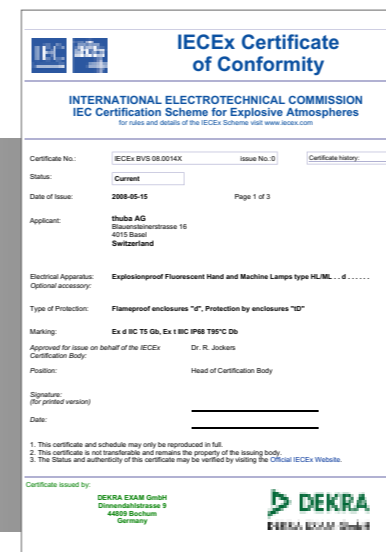 IEC IECEx
IECEx Certificate
of Conformity
INTERNATIONAL ELECTROTECHNICAL COMMISSION
IEC Certification Scheme for Explosive Atmospheres
for rules and details of the IECEx Scheme visit www.iecex.com
Certificate No.: IECEx BVS 08.0014X issue No.:0 Certificate history:
Status: Current
Date of Issue: 2008-05-15 Page 1 of 3
Applicant: thuba AG
Blauensteinerstrasse 16
4015 Basel
Switzerland
Electrical Apparatus: Explosionproof Fluorescent Hand and Machine Lamps type HL/ML . . d . . . . . .
Optional accessory:
Type of Protection: Flameproof enclosures "d", Protection by enclosures "tD"
Marking: Ex d IIC T5 Gb, Ex t IIIC IP68 T95°C Db
Approved for issue on behalf of the IECEx Dr. R. Jockers
Certification Body:
Position: Head of Certification Body
Signature:
(for printed version)
Date:
1. This certificate and schedule may only be reproduced in full.
2. This certificate is not transferable and remains the property of the issuing body.
3. The Status and authenticity of this certificate may be verified by visiting the Official IECEx Website.
Certificate issued by:
DEKRA EXAM GmbH
Dinnendahlstrasse 9
44809 Bochum
Germany
DEKRA
DEKRA EXAM GmbH